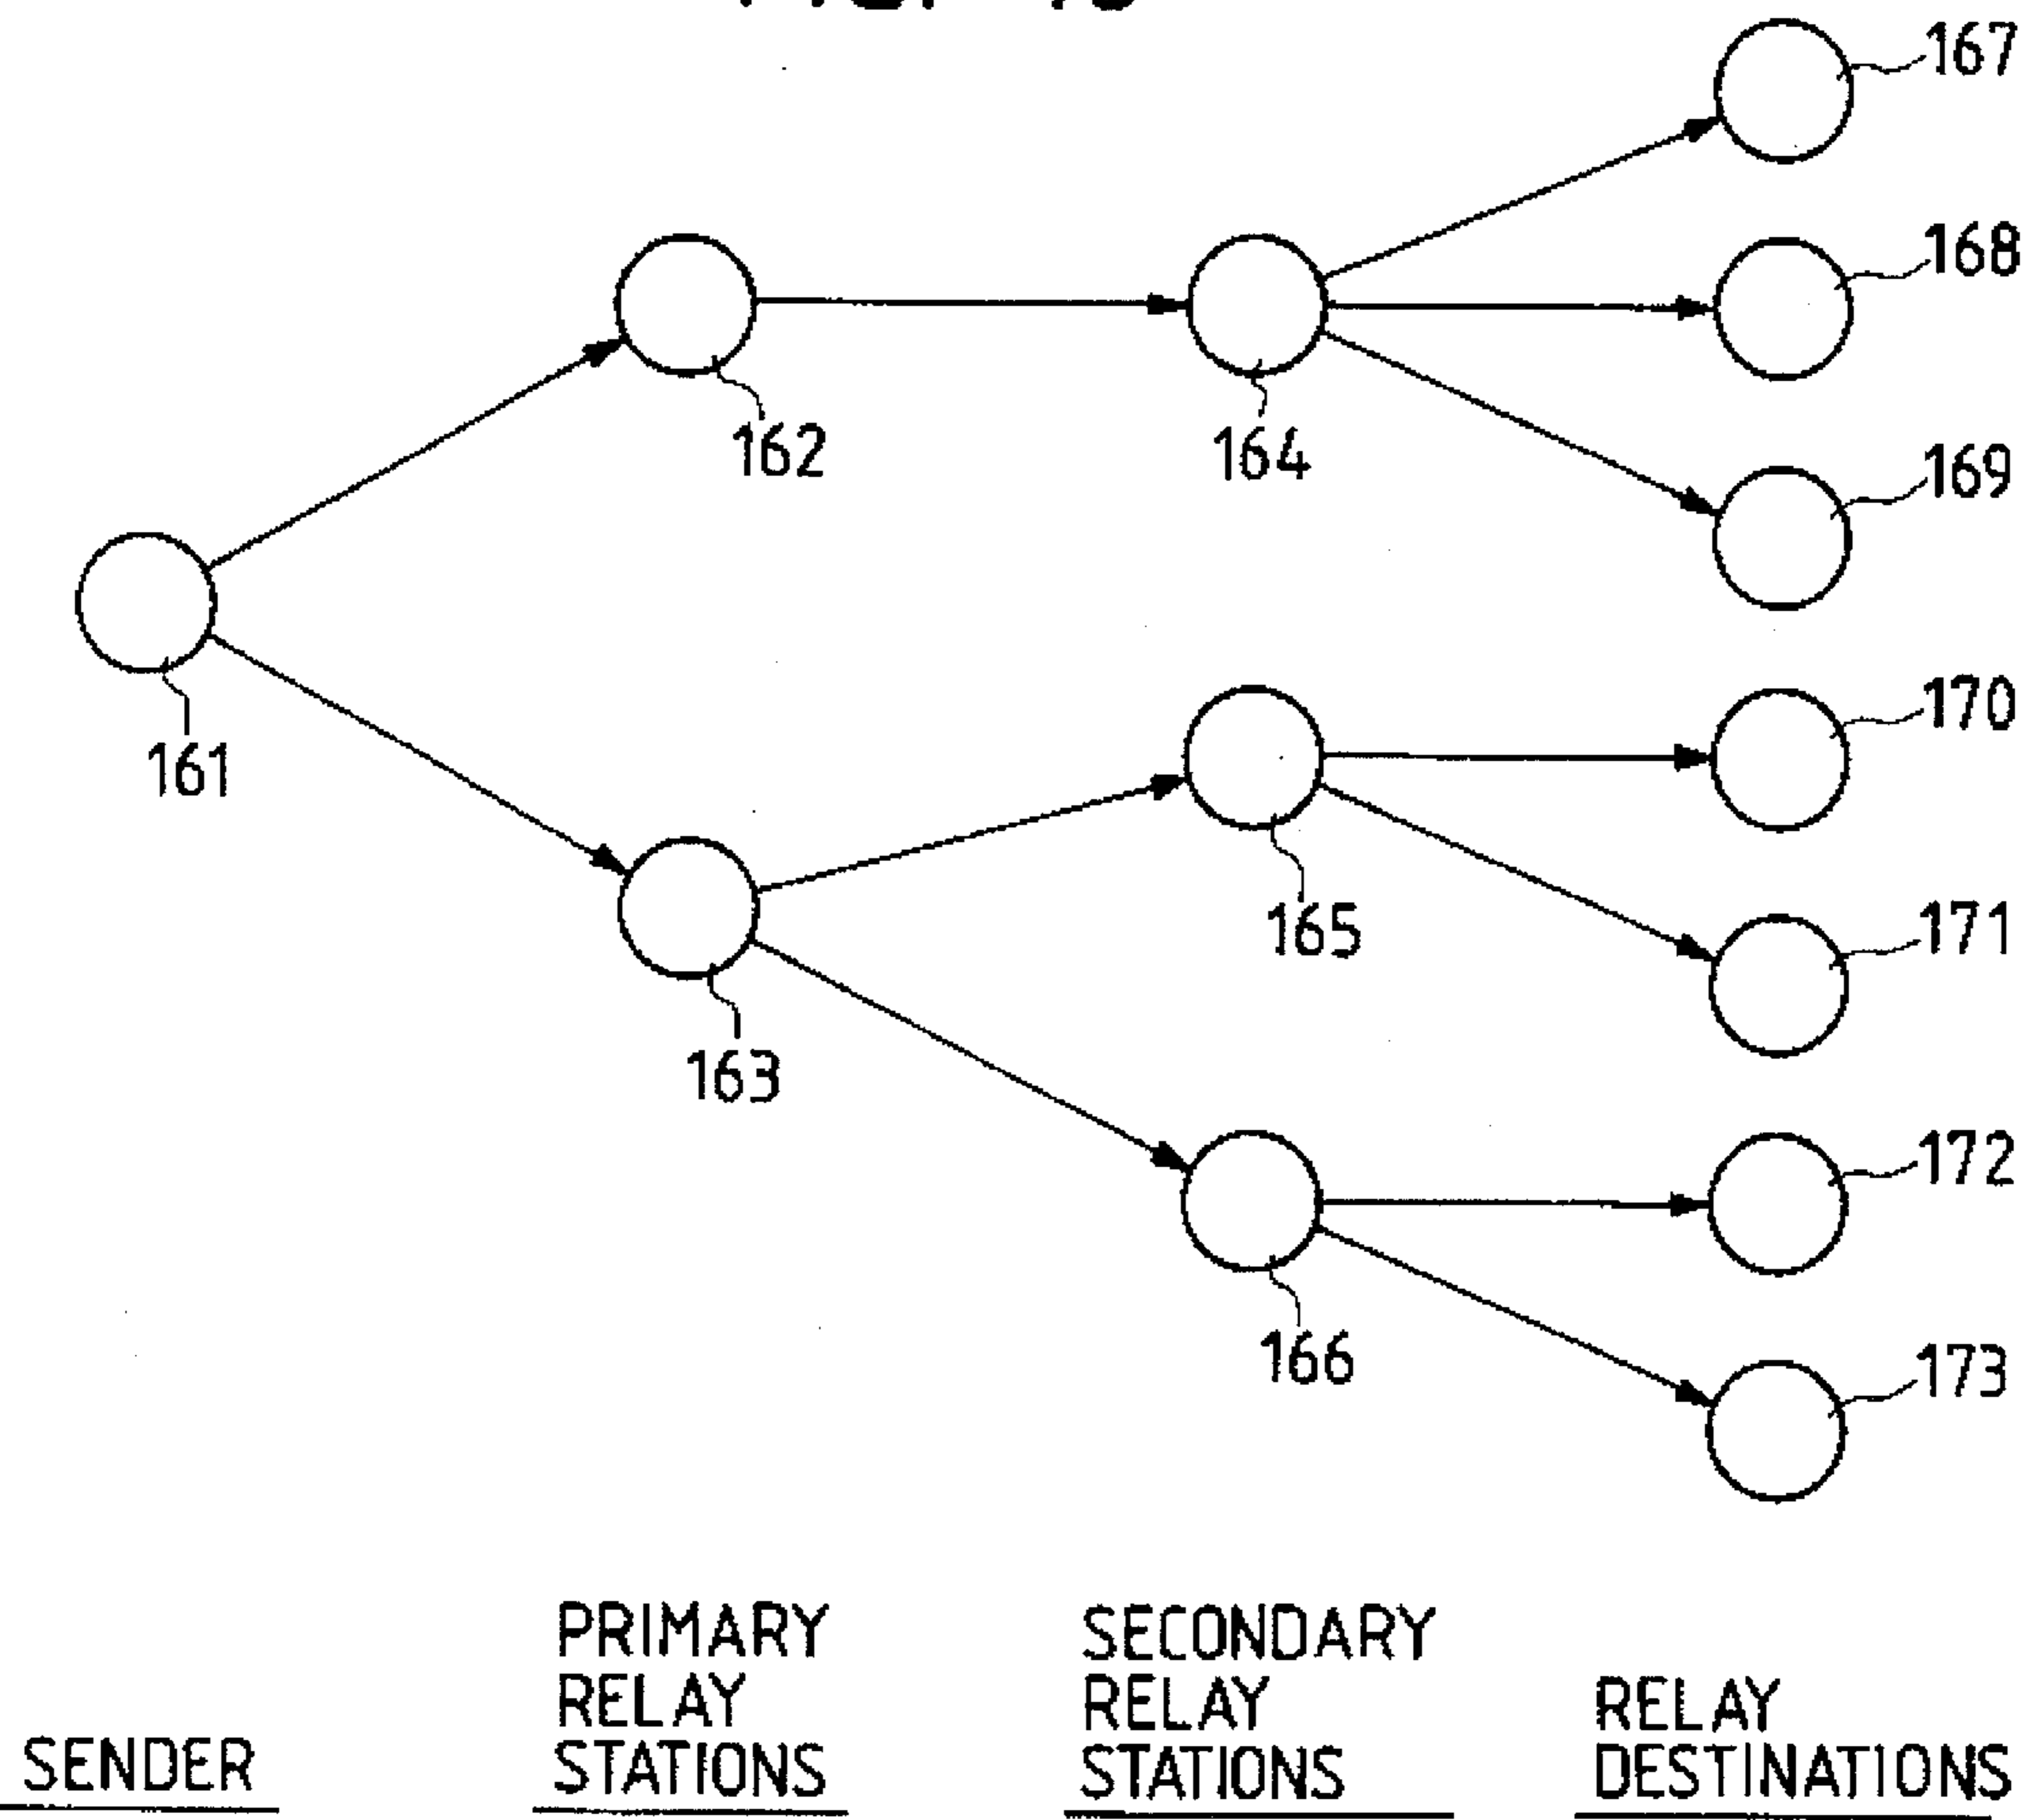 167
168
162
164
169
161
170
165
171
163
172
166
173
PRIMARY
RELAY
STATIONS
SECONDARY
RELAY
STATIONS
RELAY
DESTINATIONS
SENDER